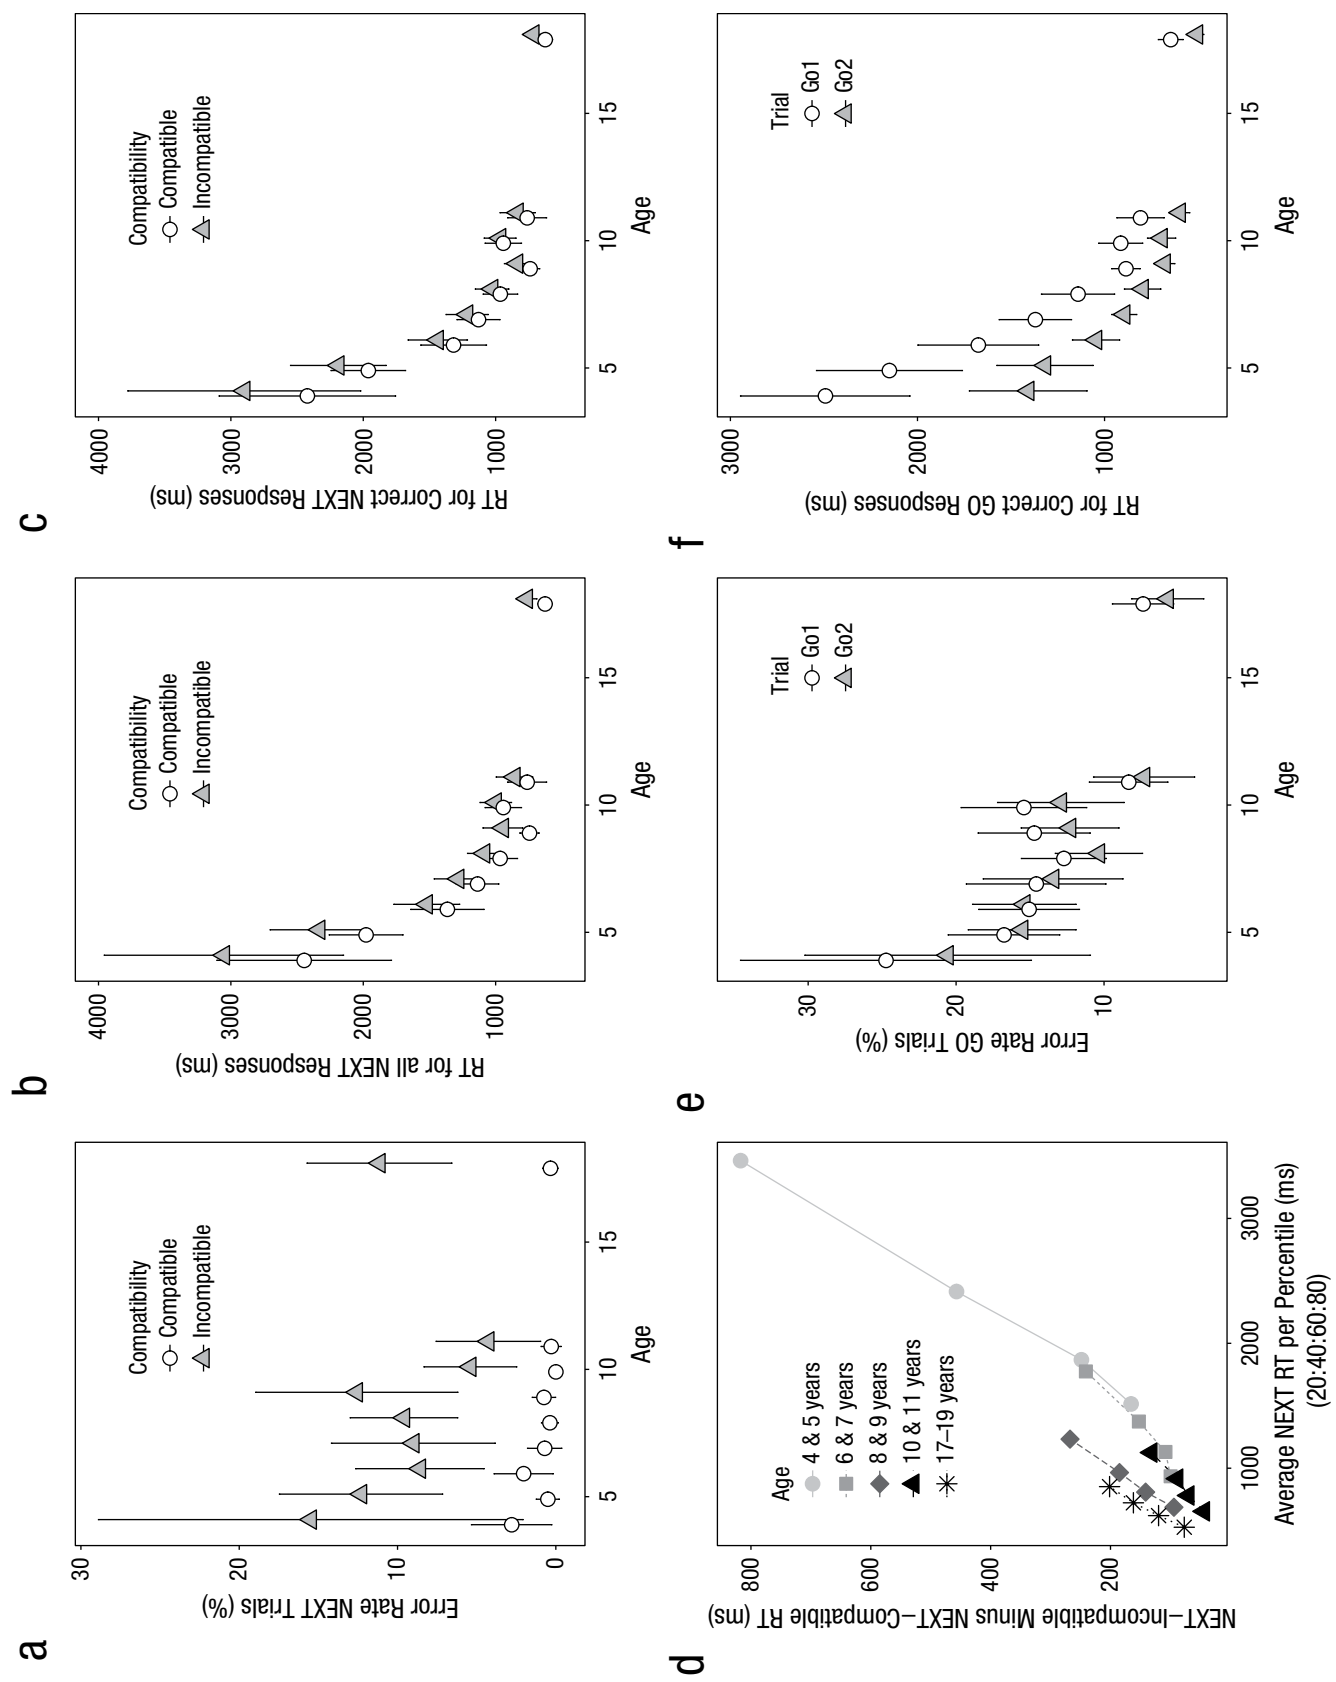 a
Error Rate NEXT Trials (%)
30
20
10
0
5
10
15
Age
Compatibility
Compatible
Incompatible
b
RT for all NEXT Responses (ms)
4000
3000
2000
1000
5
10
15
Age
Compatibility
Compatible
Incompatible
c
RT for Correct NEXT Responses (ms)
4000
3000
2000
1000
5
10
15
Age
Compatibility
Compatible
Incompatible
d
NEXT–Incompatible Minus NEXT–Compatible RT (ms)
800
600
400
200
1000
2000
3000
Average NEXT RT per Percentile (ms)
(20:40:60:80)
Age
4 & 5 years
6 & 7 years
8 & 9 years
10 & 11 years
17–19 years
e
Error Rate GO Trials (%)
30
20
10
5
10
15
Age
Trial
Go1
Go2
f
RT for Correct GO Responses (ms)
3000
2000
1000
5
10
15
Age
Trial
Go1
Go2